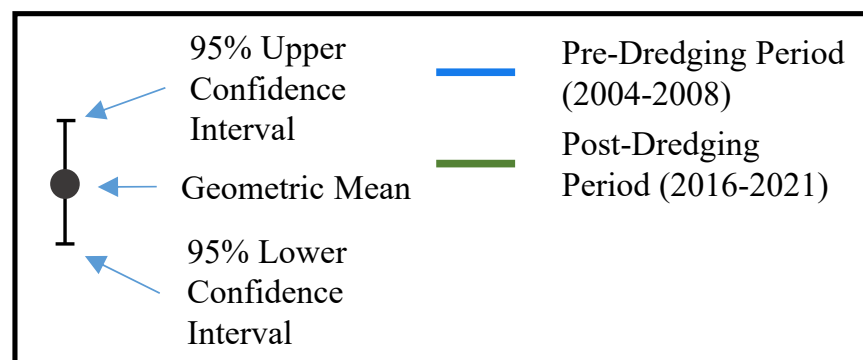 95% Upper
Confidence
Interval
Geometric Mean
95% Lower
Confidence
Interval
Pre-Dredging Period
(2004-2008)
Post-Dredging
Period (2016-2021)